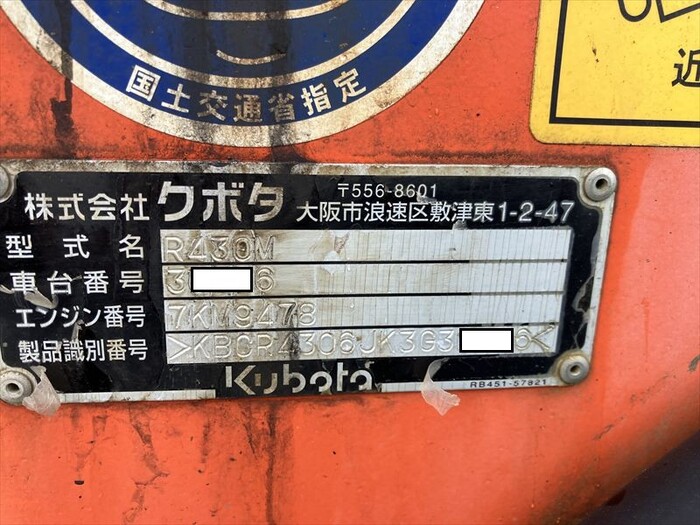 国土交通省指定
近
株式会社 クボタ 〒556-8601 大阪市浪速区敷津東1-2-47
型式名 R430M
車台番号 3 6
エンジン番号 7KM9478
製品識別番号 >KBCR4306JK3G3 6<
Kubota
RB451-57821